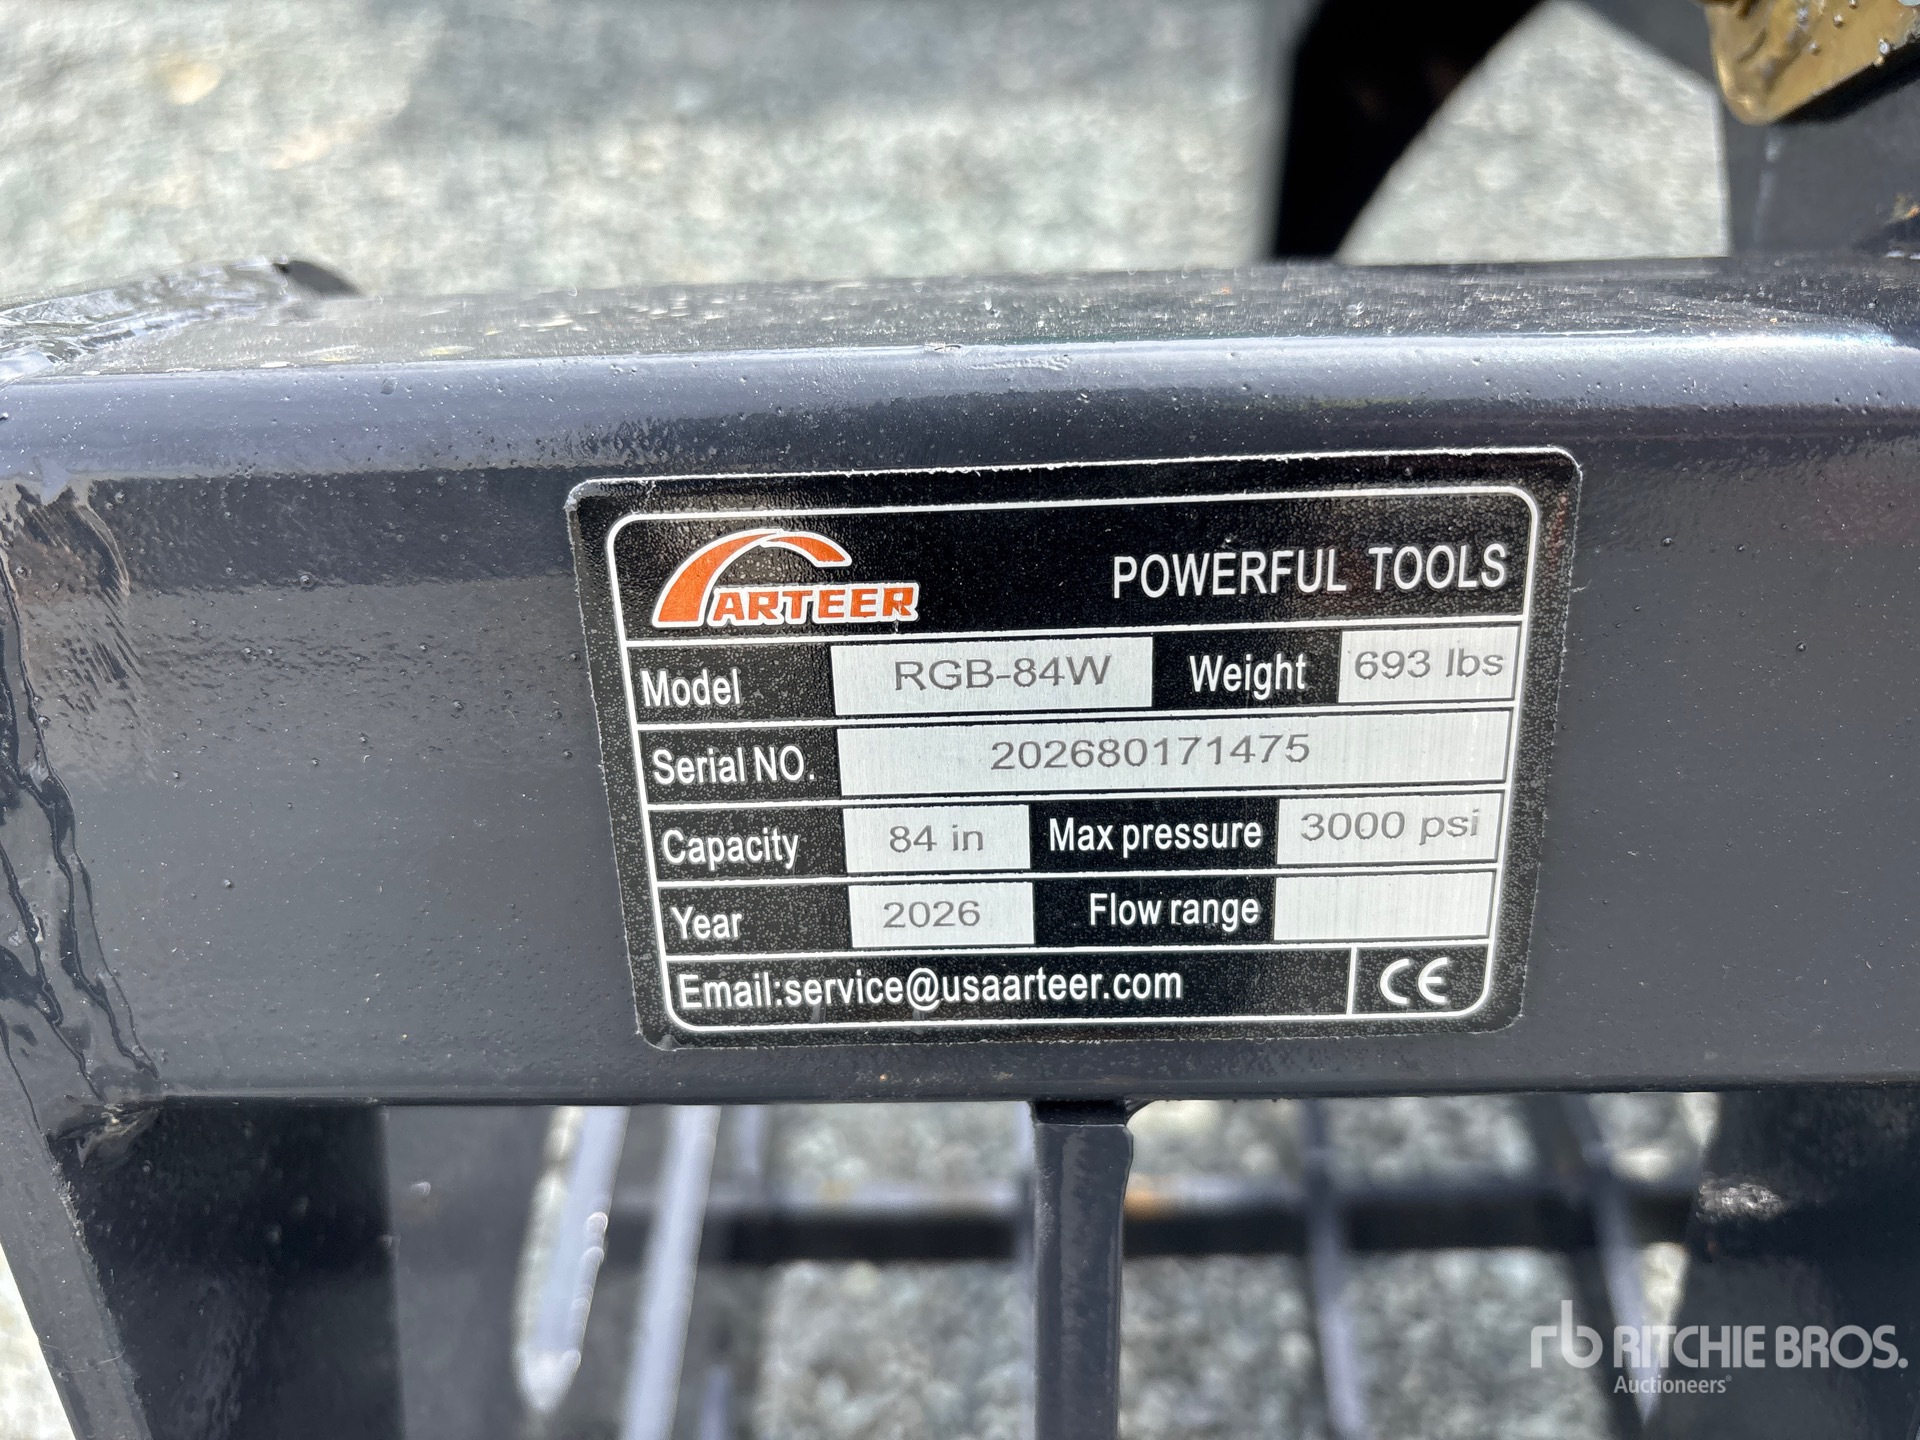 ARTEER POWERFUL TOOLS
Model RGB-84W Weight 693 lbs
Serial NO. 202680171475
Capacity 84 in Max pressure 3000 psi
Year 2026 Flow range
Email:service@usaarteer.com CE
rb RITCHIE BROS.
Auctioneers